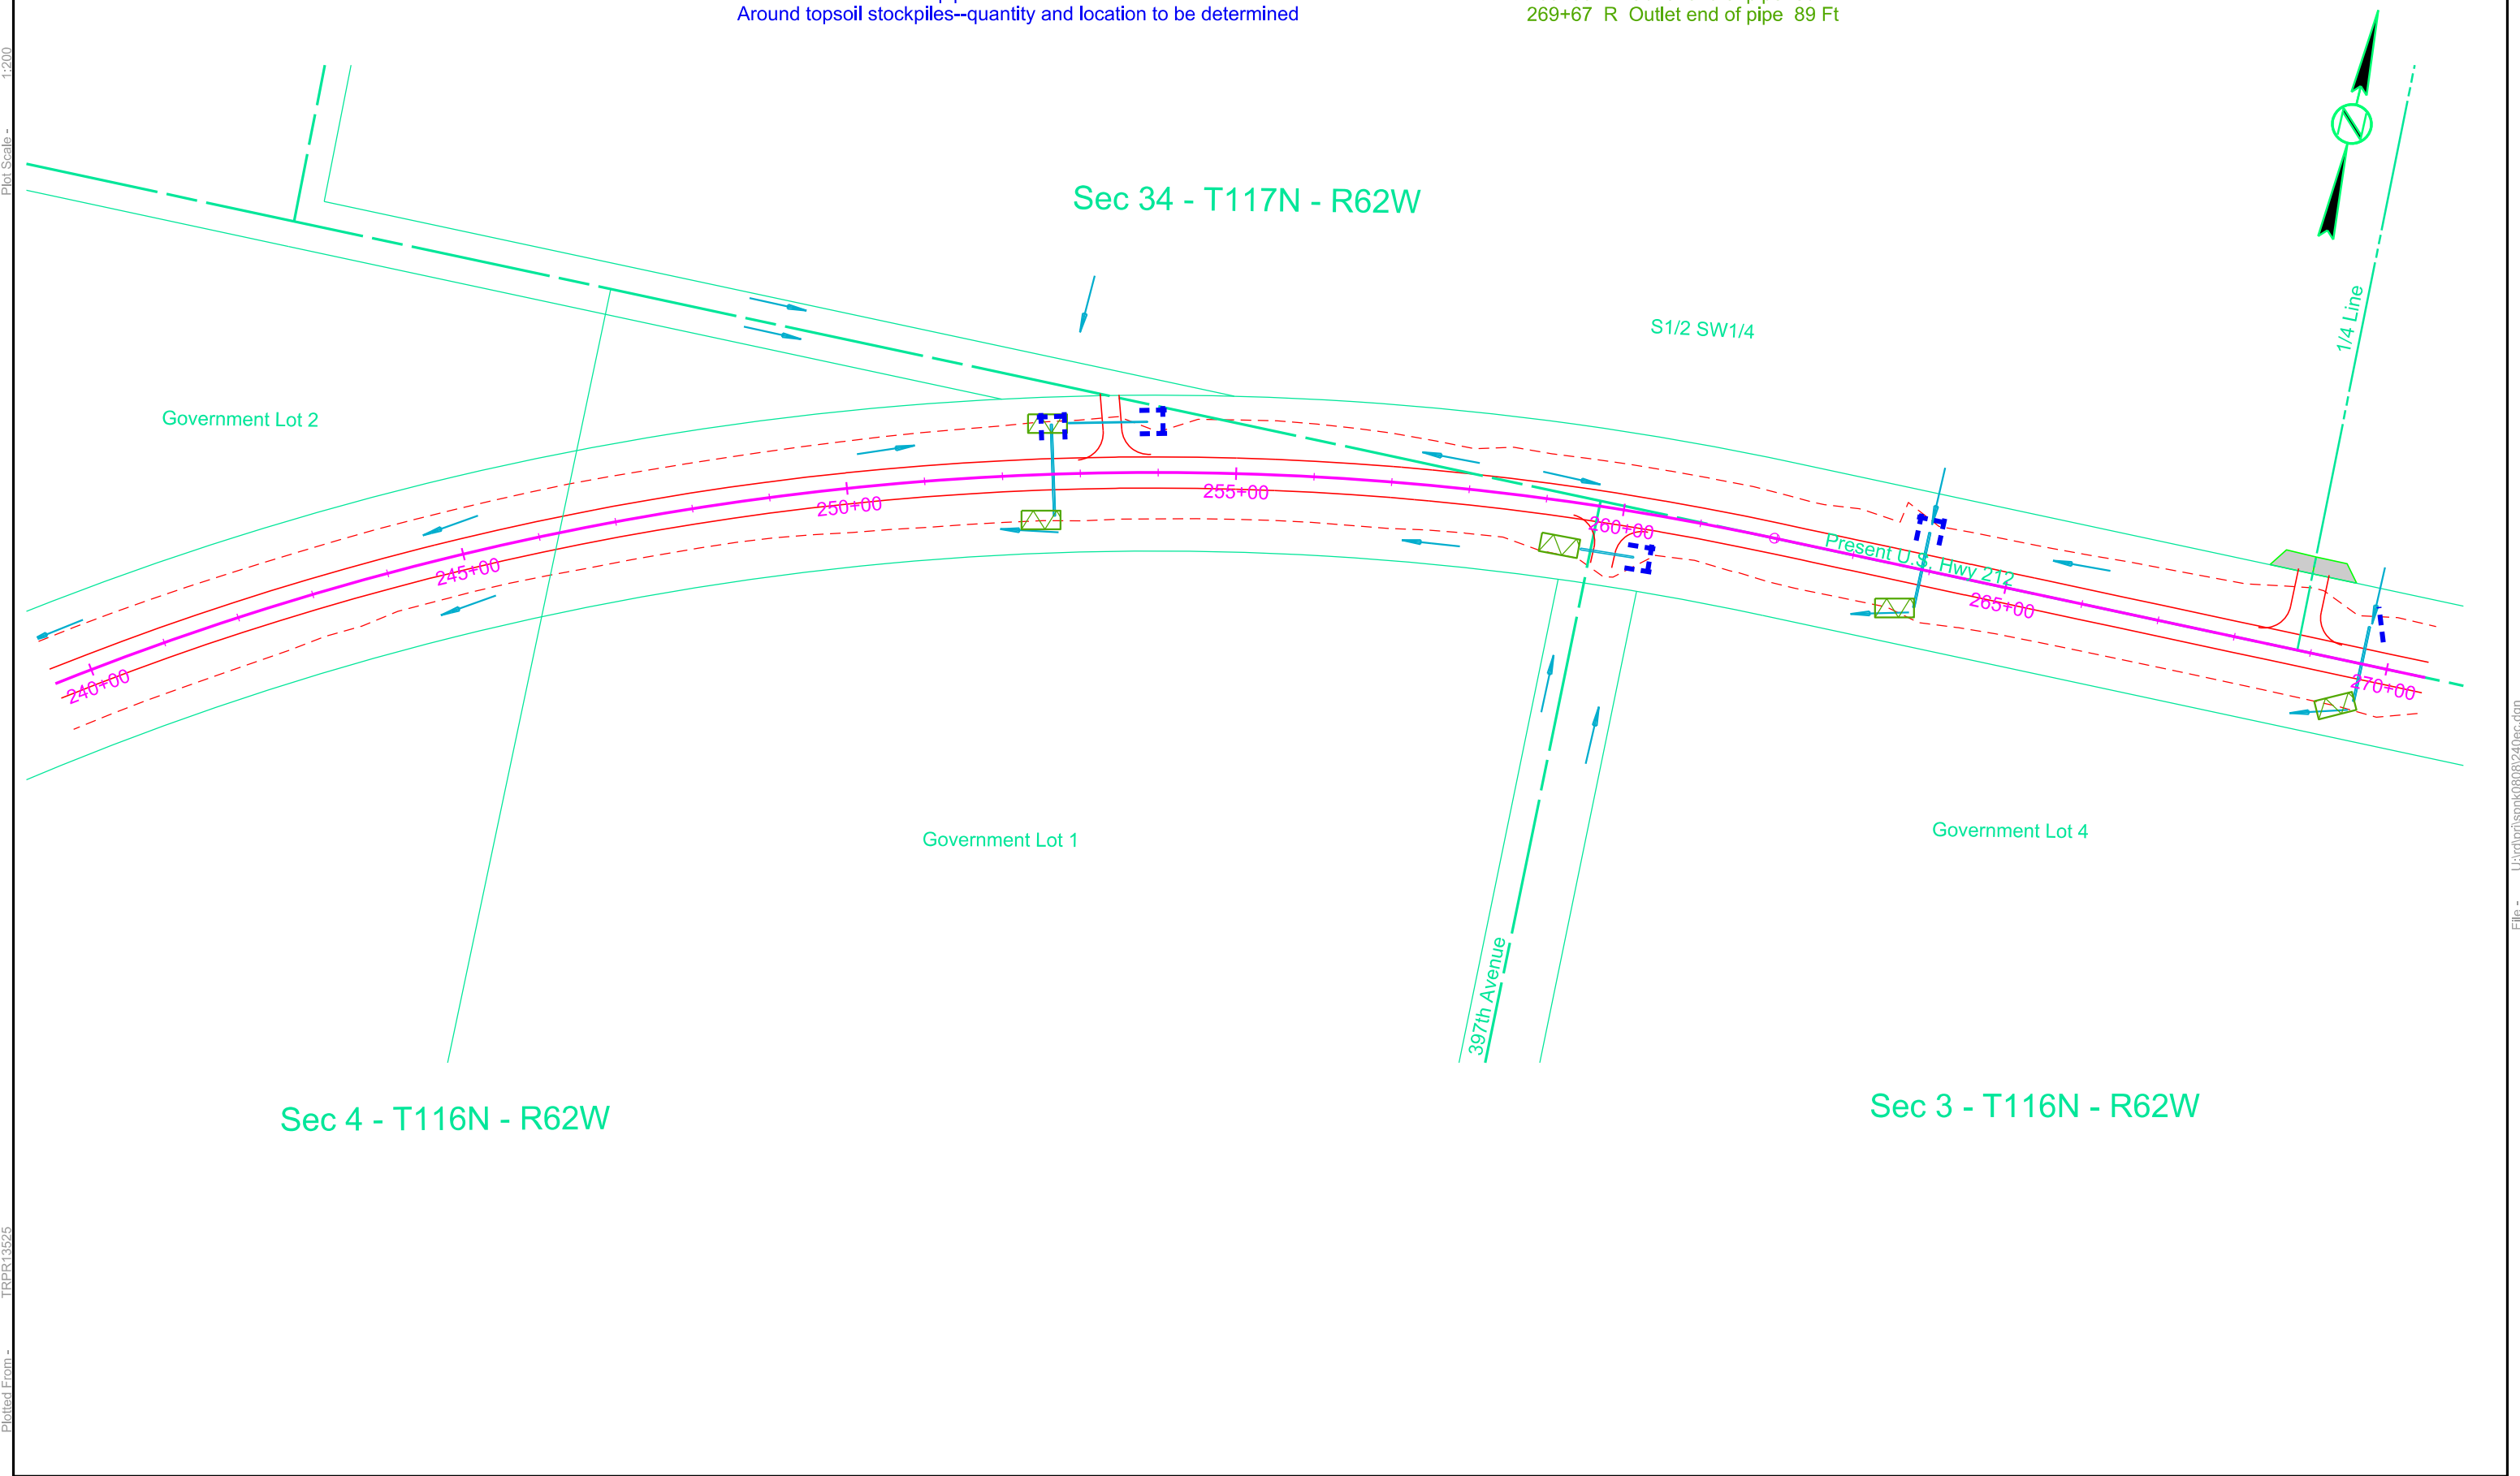 Around topsoil stockpiles--quantity and location to be determined
269+67 R Outlet end of pipe 89 Ft
Plot Scale - 1:200
Sec 34 - T117N - R62W
S1/2 SW1/4
1/4 Line
Government Lot 2
250+00
255+00
260+00
245+00
Present U.S. Hwy 212
265+00
240+00
270+00
Government Lot 1
Government Lot 4
397th Avenue
Sec 4 - T116N - R62W
Sec 3 - T116N - R62W
Plotted From - TRPR13525
File -